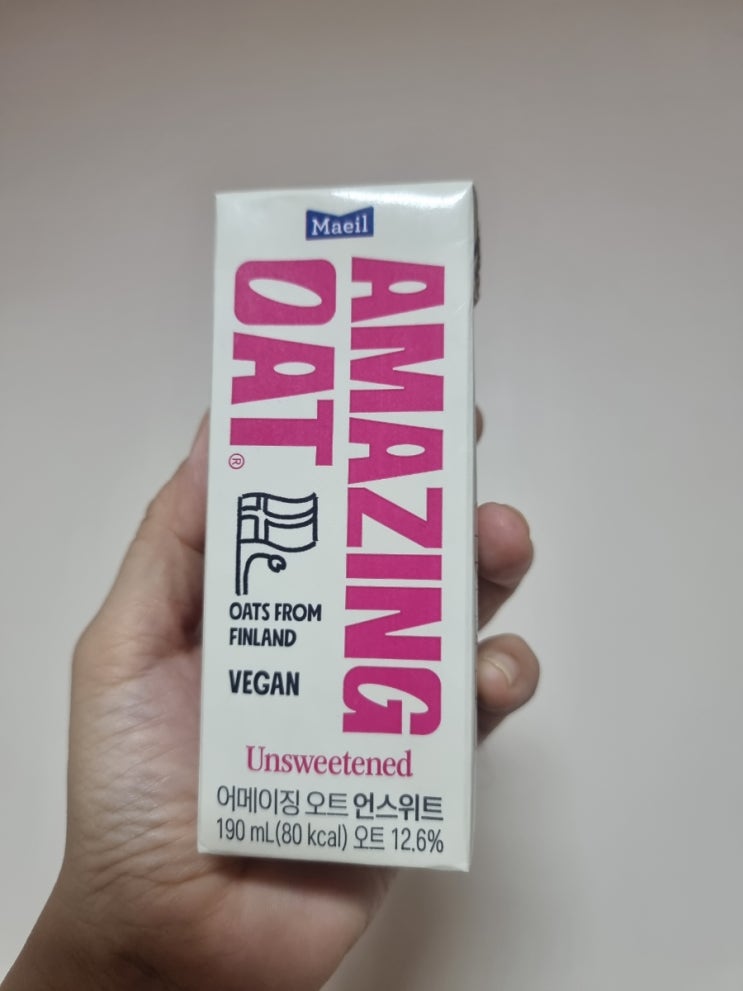 Maeil
AMAZING
OAT®
OATS FROM
FINLAND
VEGAN
Unsweetened
어메이징 오트 언스위트
190 mL(80 kcal) 오트 12.6%